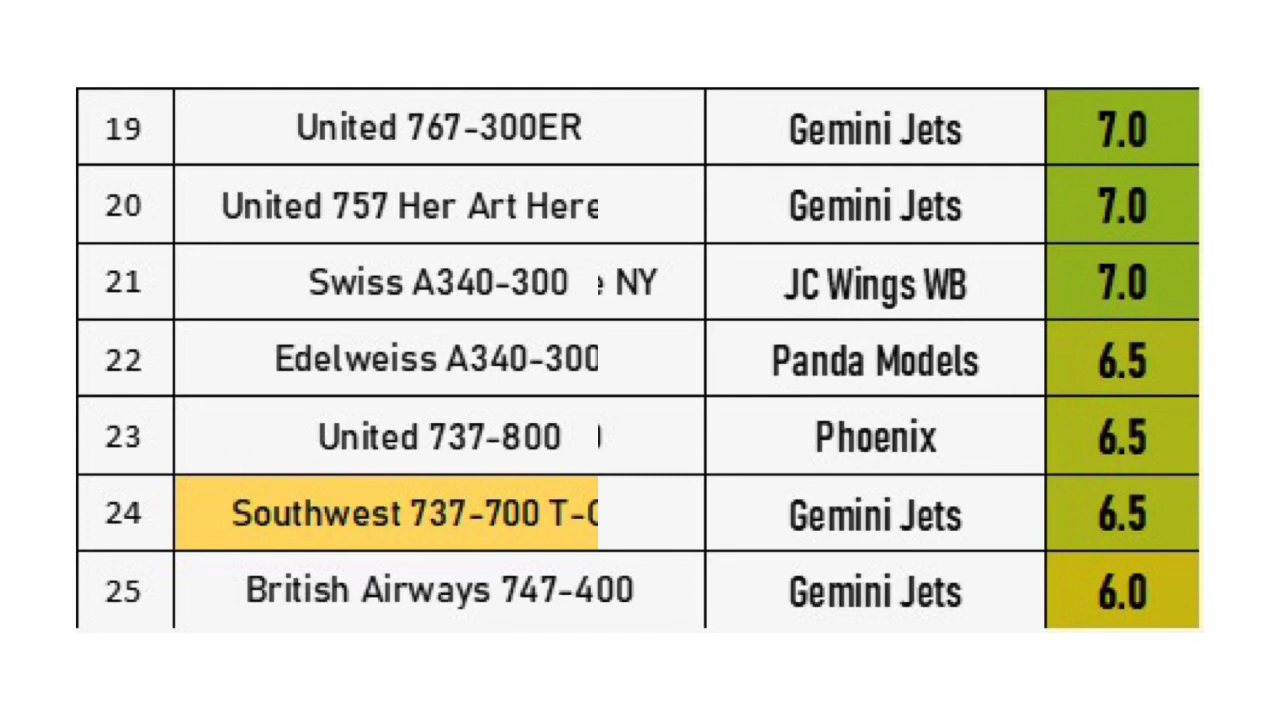 19 United 767-300ER Gemini Jets 7.0
20 United 757 Her Art Here Gemini Jets 7.0
21 Swiss A340-300 e NY JC Wings WB 7.0
22 Edelweiss A340-300 Panda Models 6.5
23 United 737-800 Phoenix 6.5
24 Southwest 737-700 Gemini Jets 6.5
25 British Airways 747-400 Gemini Jets 6.0